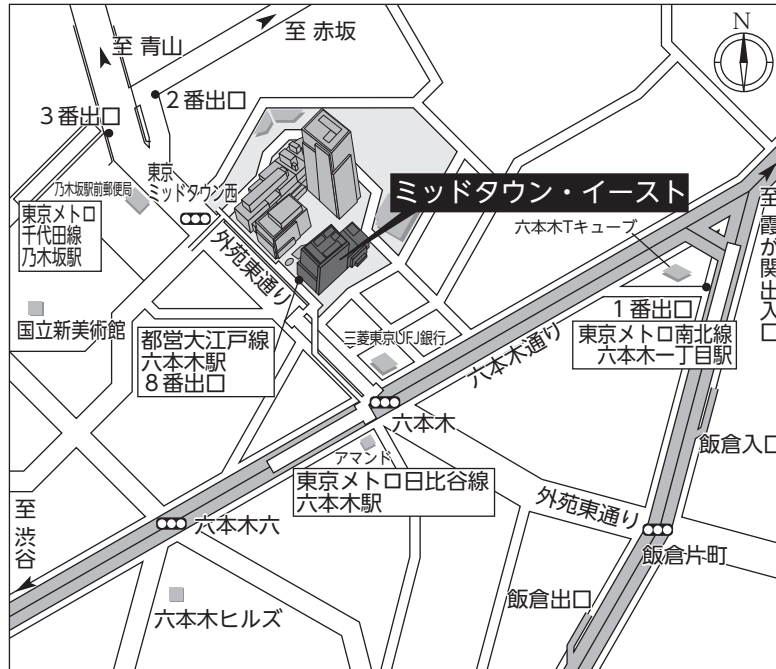 至 青山
至 赤坂
N
2番出口
3番出口
東京
ミッドタウン西
乃木坂駅前郵便局
東京メトロ
千代田線
乃木坂駅
ミッドタウン・イースト
六本木Tキューブ
至 霞が関出入口
外苑東通り
国立新美術館
都営大江戸線
六本木駅
8番出口
三菱東京UFJ銀行
六本木通り
1番出口
東京メトロ南北線
六本木一丁目駅
六本木
アマンド
東京メトロ日比谷線
六本木駅
飯倉入口
外苑東通り
至 渋谷
六本木六
飯倉片町
飯倉出口
六本木ヒルズ